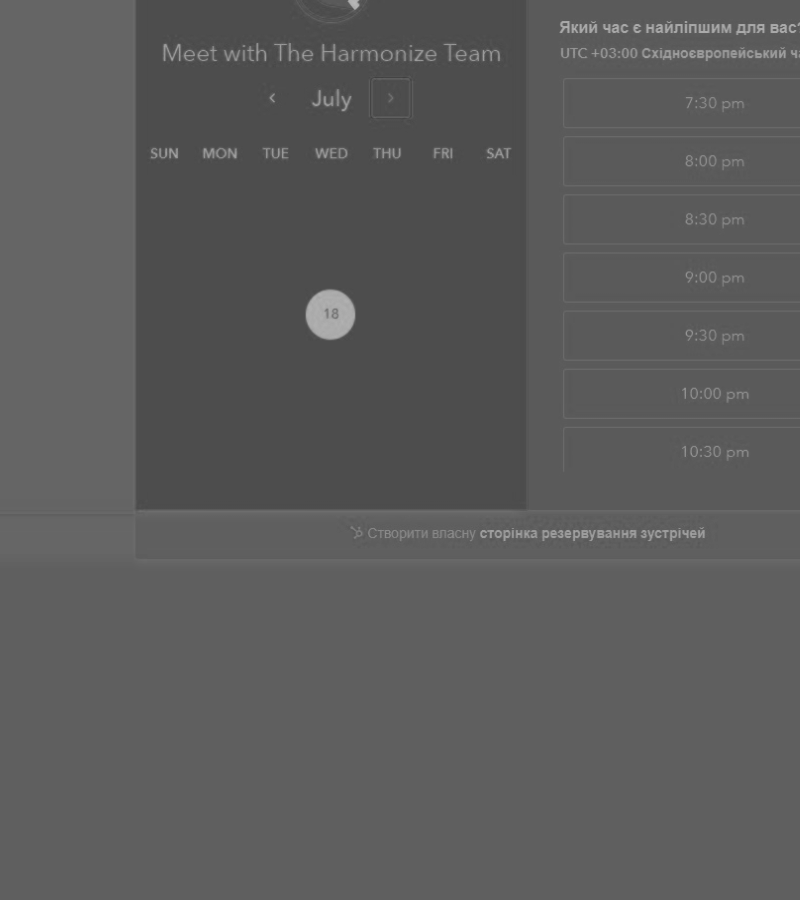 Meet with The Harmonize Team
‹ July ›
SUN MON TUE WED THU FRI SAT
18
Який час є найліпшим для вас?
UTC +03:00 Східноєвропейський
7:30 pm
8:00 pm
8:30 pm
9:00 pm
9:30 pm
10:00 pm
10:30 pm
Створити власну сторінка резервування зустрічей